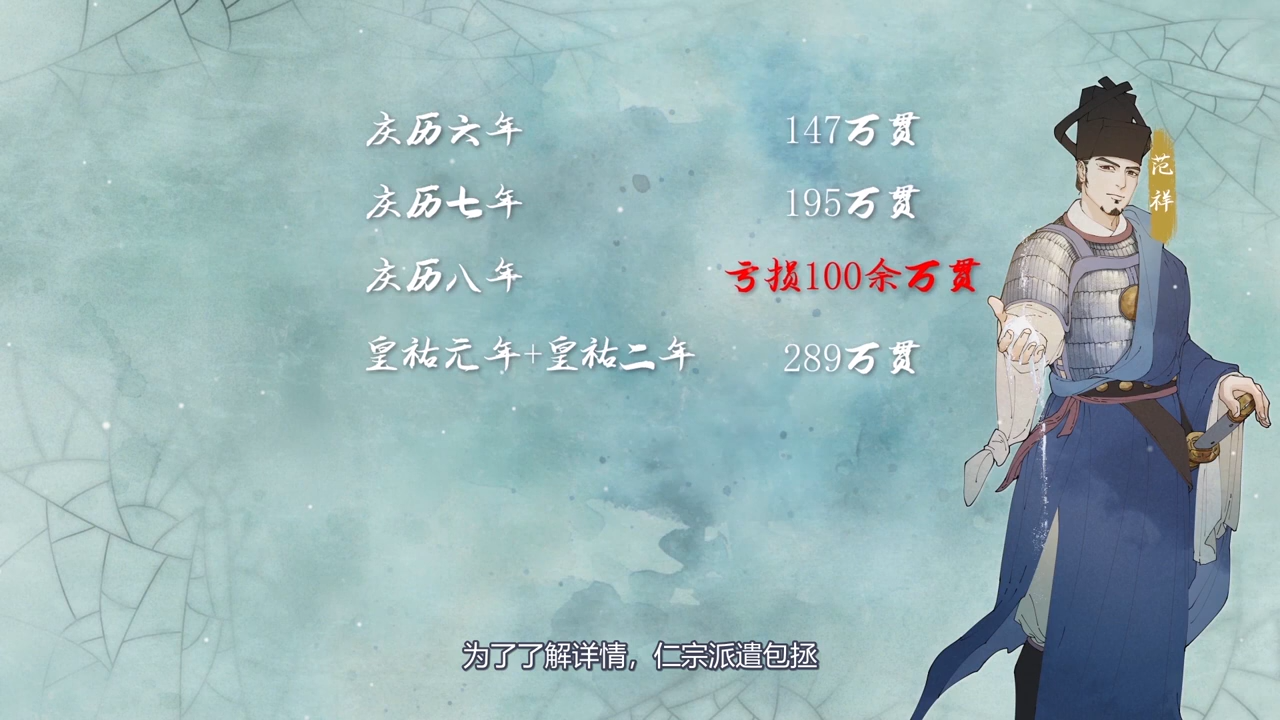 庆历六年 147万贯
庆历七年 195万贯
庆历八年 亏损100余万贯
皇祐元年+皇祐二年 289万贯
范祥
为了了解详情，仁宗派遣包拯